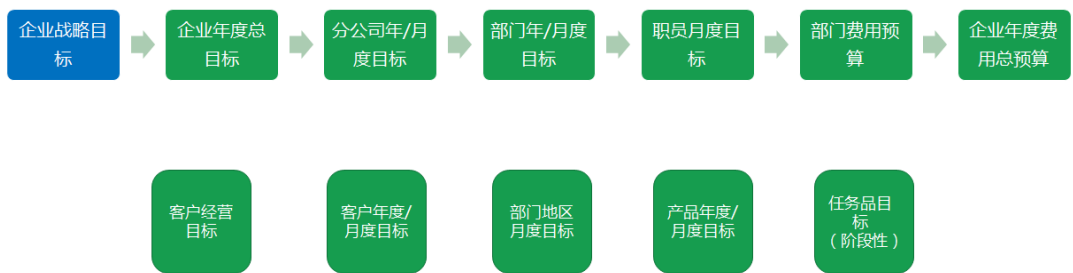 企业战略目
标
企业年度总
目标
分公司年/月
度目标
部门年/月度
目标
职员月度目
标
部门费用预
算
企业年度费
用总预算
客户经营
目标
客户年度/
月度目标
部门地区
月度目标
产品年度/
月度目标
任务品目
标
（阶段性）